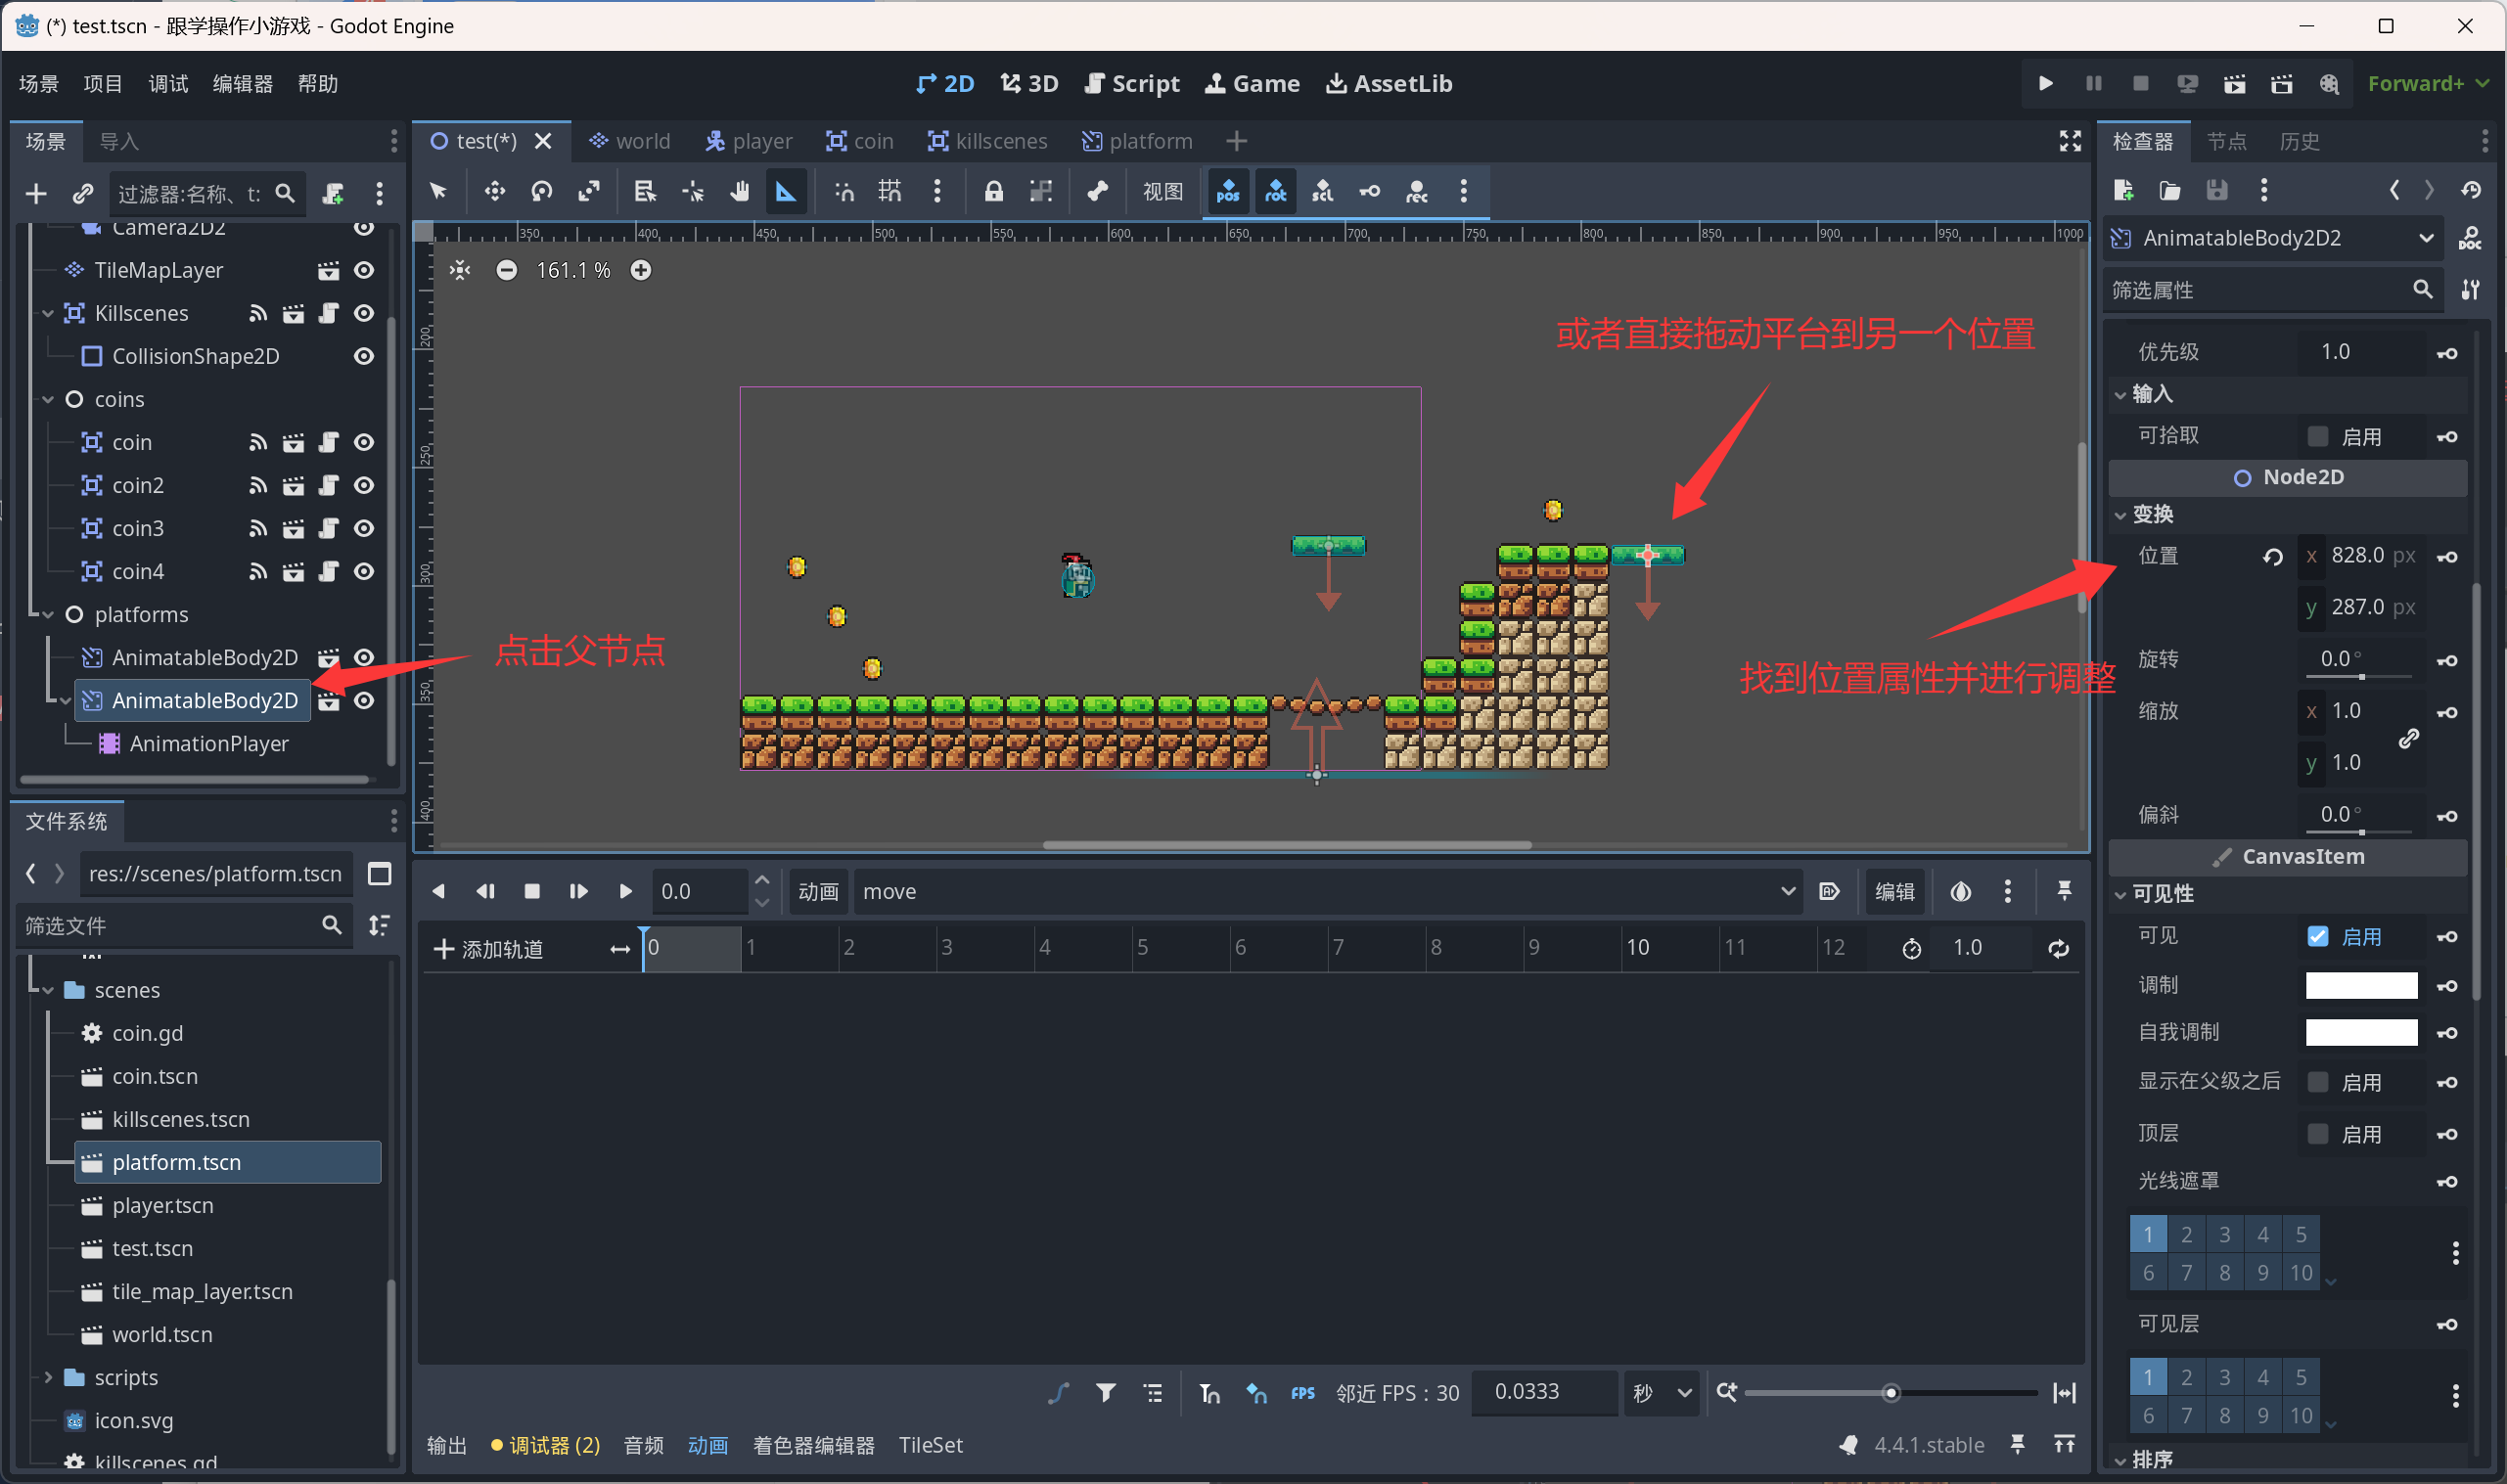 (*) test.tscn - 跟学操作小游戏 - Godot Engine
场景 项目 调试 编辑器 帮助
2D 3D Script Game AssetLib
Forward+
场景 导入
过滤器:名称、t:
Camera2D2
TileMapLayer
Killscenes
CollisionShape2D
coins
coin
coin2
coin3
coin4
platforms
AnimatableBody2D
AnimatableBody2D
AnimationPlayer
文件系统
res://scenes/platform.tscn
筛选文件
scenes
coin.gd
coin.tscn
killscenes.tscn
platform.tscn
player.tscn
test.tscn
tile_map_layer.tscn
world.tscn
scripts
icon.svg
killscenes.gd
test(*) world player coin killscenes platform
视图 pos rot scl rec
350 400 450 500 550 600 650 700 750 800 850 900 950 1000
200
250
300
350
400
161.1 %
或者直接拖动平台到另一个位置
点击父节点
找到位置属性并进行调整
0.0 动画 move 编辑
添加轨道 0 1 2 3 4 5 6 7 8 9 10 11 12 1.0
FPS 邻近 FPS：30 0.0333 秒
输出 调试器 (2) 音频 动画 着色器编辑器 TileSet
4.4.1.stable
检查器 节点 历史
AnimatableBody2D2 DOC
筛选属性
优先级 1.0
输入
可拾取 启用
Node2D
变换
位置 x 828.0 px
y 287.0 px
旋转 0.0 °
缩放 x 1.0
y 1.0
偏斜 0.0 °
CanvasItem
可见性
可见 启用
调制
自我调制
显示在父级之后 启用
顶层 启用
光线遮罩
1 2 3 4 5
6 7 8 9 10
可见层
1 2 3 4 5
6 7 8 9 10
排序